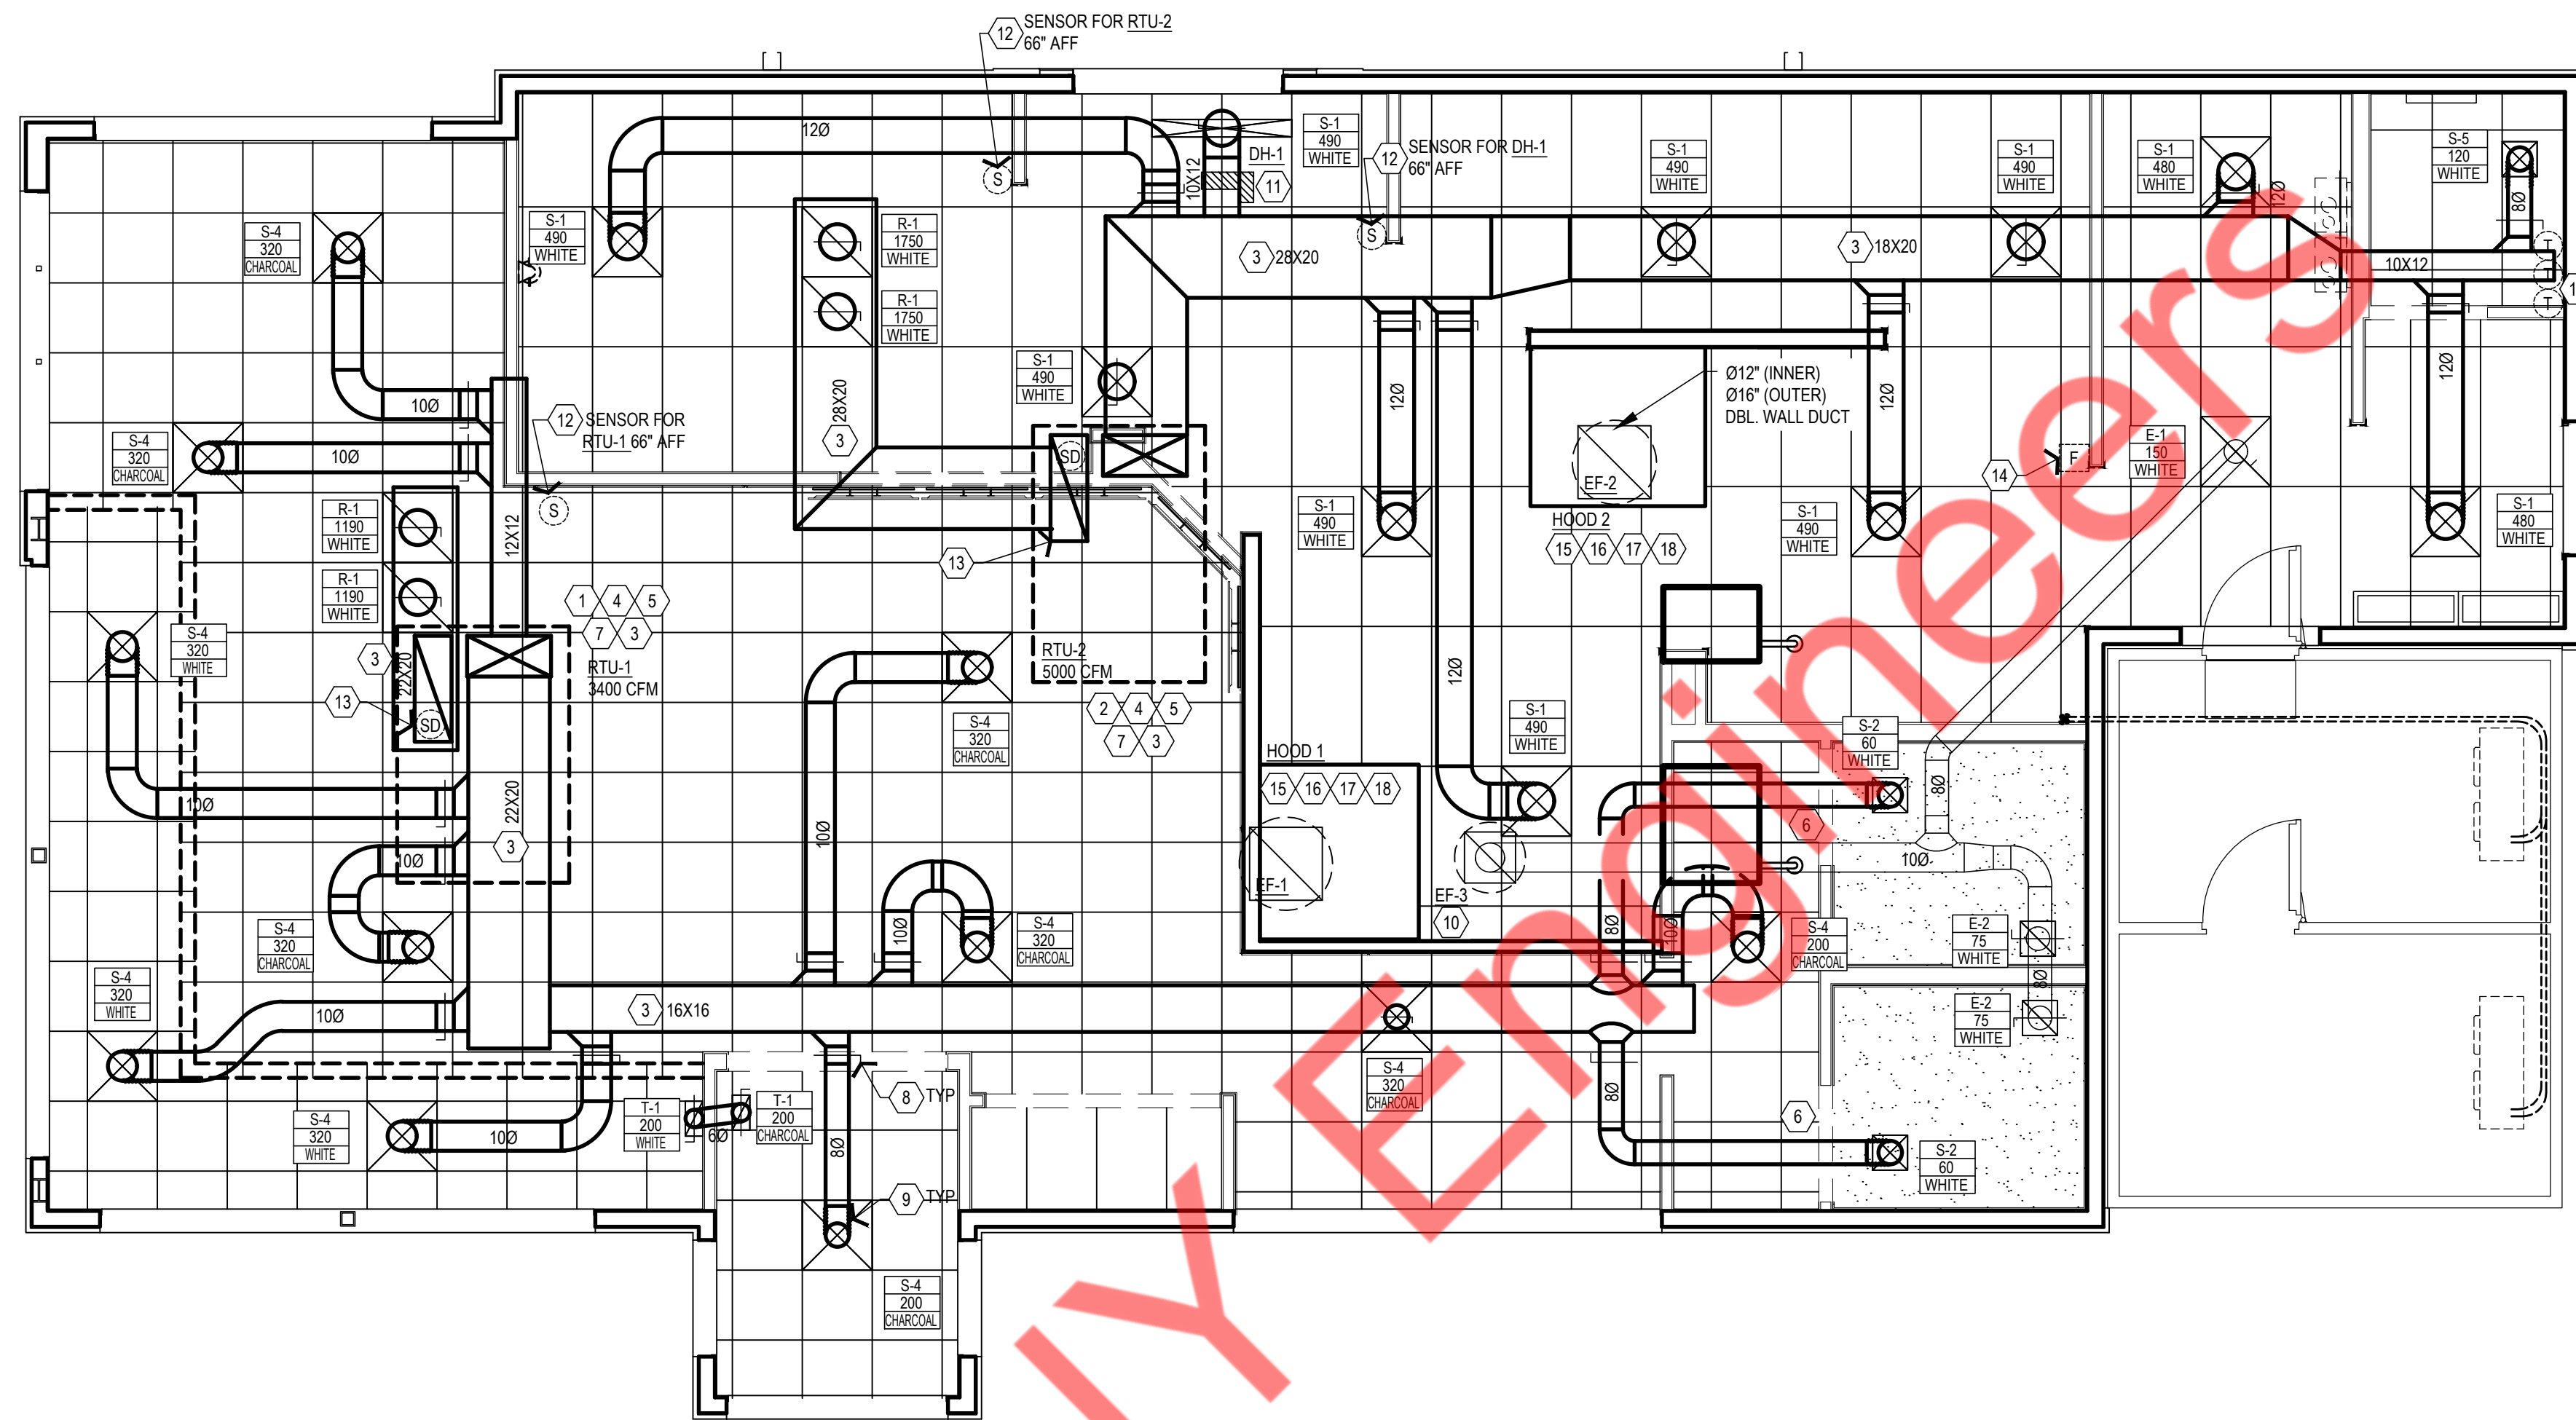 12
SENSOR FOR RTU-2
66" AFF
12Ø
10X12
DH-1
11
S-1
490
WHITE
12
SENSOR FOR DH-1
66" AFF
S
S
S-1
490
WHITE
S-1
490
WHITE
S-1
480
WHITE
12Ø
S-5
120
WHITE
8Ø
T
T
T
1
S-4
320
CHARCOAL
S-1
490
WHITE
R-1
1750
WHITE
R-1
1750
WHITE
3
28X20
3
18X20
10X12
28X20
3
S-1
490
WHITE
12Ø
12Ø
12Ø
Ø12" (INNER)
Ø16" (OUTER)
DBL. WALL DUCT
EF-2
HOOD 2
15
16
17
18
10Ø
S-4
320
CHARCOAL
10Ø
12
SENSOR FOR
RTU-1 66" AFF
S
SD
13
14
F
E-1
150
WHITE
S-1
490
WHITE
S-1
490
WHITE
S-1
480
WHITE
R-1
1190
WHITE
R-1
1190
WHITE
12X12
1
4
5
7
3
RTU-1
3400 CFM
S-4
320
WHITE
3
22X20
13
SD
RTU-2
5000 CFM
2
4
5
7
3
S-4
320
CHARCOAL
12Ø
S-1
490
WHITE
HOOD 1
15
16
17
18
EF-1
EF-3
10
S-2
60
WHITE
8Ø
6
10Ø
10Ø
22X20
3
10Ø
10Ø
10Ø
S-4
320
CHARCOAL
S-4
320
CHARCOAL
8Ø
10Ø
S-4
200
CHARCOAL
E-2
75
WHITE
8Ø
E-2
75
WHITE
S-4
320
WHITE
10Ø
3
16X16
S-4
320
CHARCOAL
8Ø
6
S-2
60
WHITE
S-4
320
WHITE
10Ø
T-1
200
WHITE
6Ø
T-1
200
CHARCOAL
8Ø
8
TYP
9
TYP
S-4
200
CHARCOAL
NY Engineers